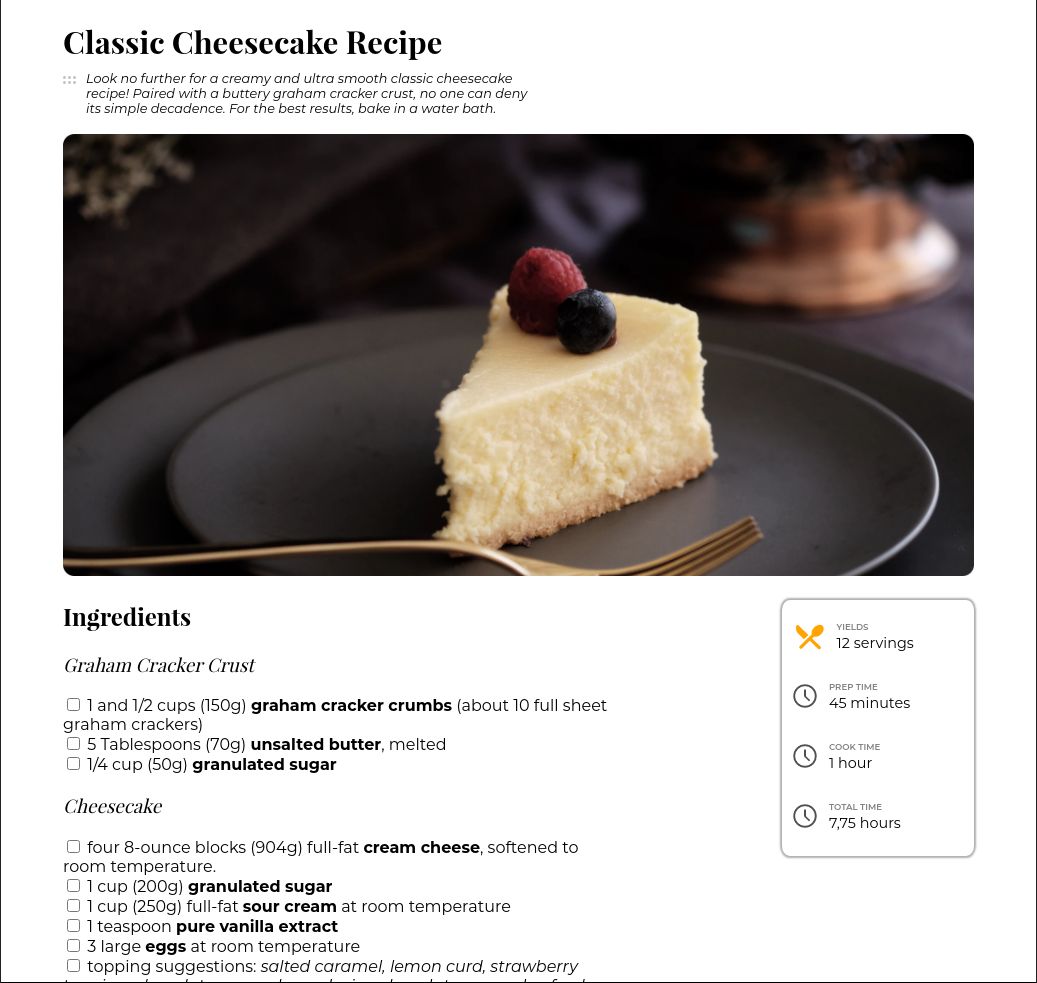 Classic Cheesecake Recipe
Look no further for a creamy and ultra smooth classic cheesecake
recipe! Paired with a buttery graham cracker crust, no one can deny
its simple decadence. For the best results, bake in a water bath.
Ingredients
Graham Cracker Crust
1 and 1/2 cups (150g) graham cracker crumbs (about 10 full sheet
graham crackers)
5 Tablespoons (70g) unsalted butter, melted
1/4 cup (50g) granulated sugar
Cheesecake
four 8-ounce blocks (904g) full-fat cream cheese, softened to
room temperature.
1 cup (200g) granulated sugar
1 cup (250g) full-fat sour cream at room temperature
1 teaspoon pure vanilla extract
3 large eggs at room temperature
topping suggestions: salted caramel, lemon curd, strawberry
YIELDS
12 servings
PREP TIME
45 minutes
COOK TIME
1 hour
TOTAL TIME
7,75 hours